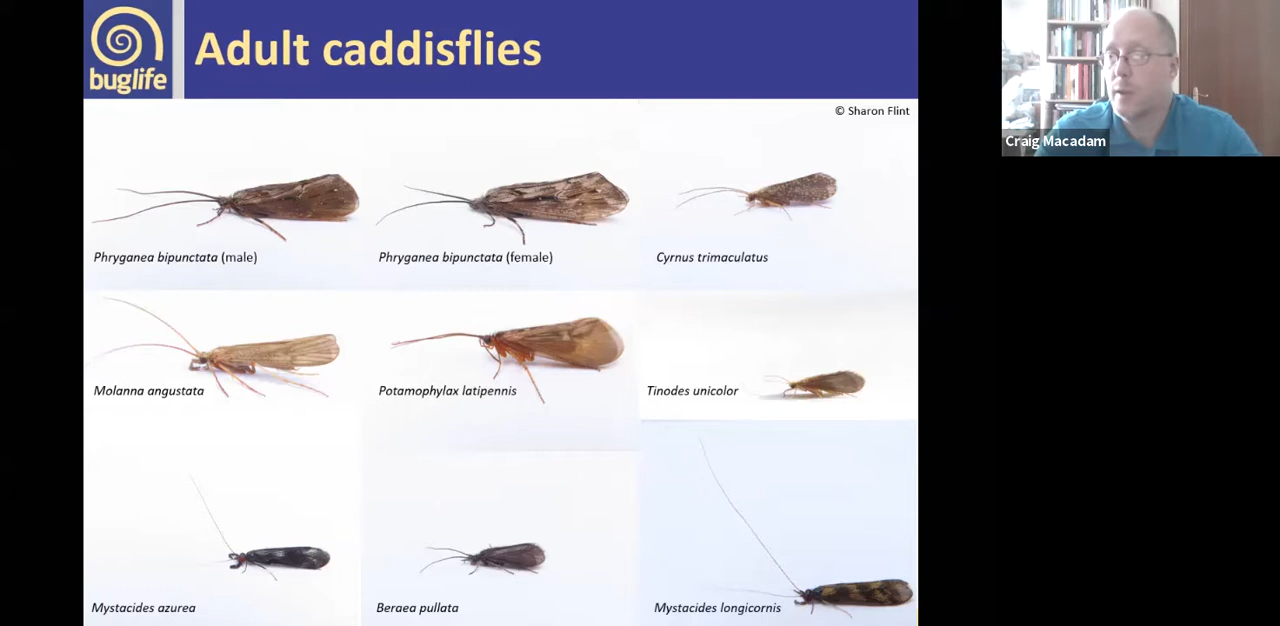 buglife
Adult caddisflies
© Sharon Flint
Craig Macadam
Phryganea bipunctata (male)
Phryganea bipunctata (female)
Cyrnus trimaculatus
Molanna angustata
Potamophylax latipennis
Tinodes unicolor
Mystacides azurea
Beraea pullata
Mystacides longicornis